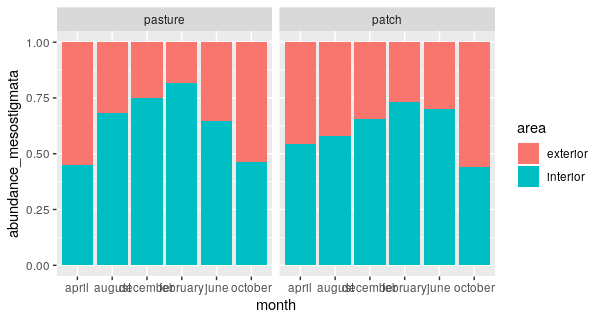 pasture
patch
1.00
0.75
0.50
0.25
0.00
abundance_mesostigmata
april august december february june october
april august december february june october
month
area
exterior
interior